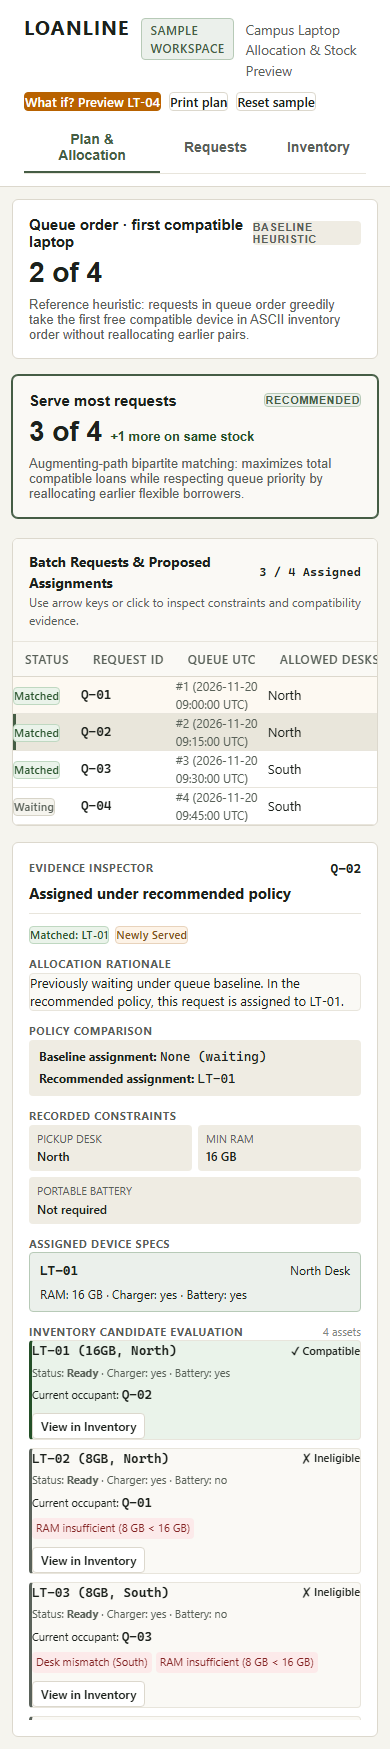 LOANLINE
SAMPLE
WORKSPACE
Campus Laptop
Allocation & Stock
Preview
What if? Preview LT-04
Print plan
Reset sample
Plan &
Allocation
Requests
Inventory
Queue order · first compatible
laptop
BASELINE
HEURISTIC
2 of 4
Reference heuristic: requests in queue order greedily
take the first free compatible device in ASCII inventory
order without reallocating earlier pairs.
Serve most requests
RECOMMENDED
3 of 4 +1 more on same stock
Augmenting-path bipartite matching: maximizes total
compatible loans while respecting queue priority by
reallocating earlier flexible borrowers.
Batch Requests & Proposed
Assignments
3 / 4 Assigned
Use arrow keys or click to inspect constraints and compatibility
evidence.
STATUS REQUEST ID QUEUE UTC ALLOWED DESKS
Matched Q-01 #1 (2026-11-20
09:00:00 UTC) North
Matched Q-02 #2 (2026-11-20
09:15:00 UTC) North
Matched Q-03 #3 (2026-11-20
09:30:00 UTC) South
Waiting Q-04 #4 (2026-11-20
09:45:00 UTC) South
EVIDENCE INSPECTOR Q-02
Assigned under recommended policy
Matched: LT-01 Newly Served
ALLOCATION RATIONALE
Previously waiting under queue baseline. In the
recommended policy, this request is assigned to LT-01.
POLICY COMPARISON
Baseline assignment: None (waiting)
Recommended assignment: LT-01
RECORDED CONSTRAINTS
PICKUP DESK
North
MIN RAM
16 GB
PORTABLE BATTERY
Not required
ASSIGNED DEVICE SPECS
LT-01 North Desk
RAM: 16 GB · Charger: yes · Battery: yes
INVENTORY CANDIDATE EVALUATION 4 assets
LT-01 (16GB, North) ✓ Compatible
Status: Ready · Charger: yes · Battery: yes
Current occupant: Q-02
View in Inventory
LT-02 (8GB, North) ✗ Ineligible
Status: Ready · Charger: yes · Battery: no
Current occupant: Q-01
RAM insufficient (8 GB < 16 GB)
View in Inventory
LT-03 (8GB, South) ✗ Ineligible
Status: Ready · Charger: yes · Battery: no
Current occupant: Q-03
Desk mismatch (South) RAM insufficient (8 GB < 16 GB)
View in Inventory